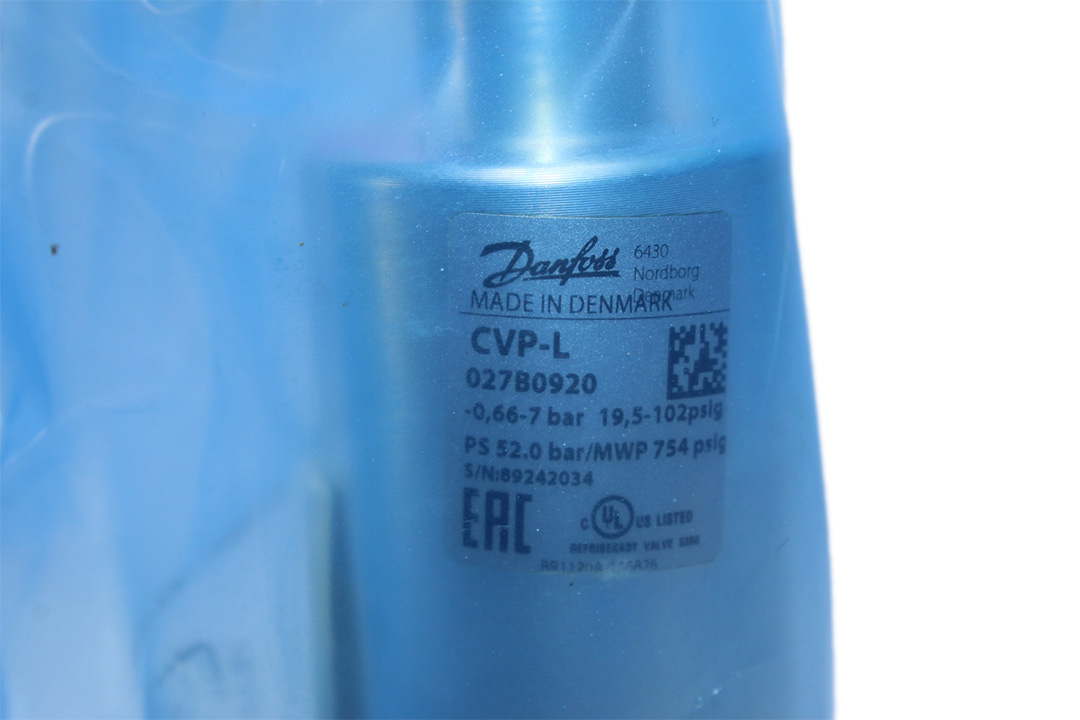 Danfoss
6430
Nordborg
Denmark
MADE IN DENMARK
CVP-L
027B0920
-0,66-7 bar 19,5-102psig
PS 52.0 bar/MWP 754 psig
S/N:89242034
EAC
C UL US LISTED
VALVE